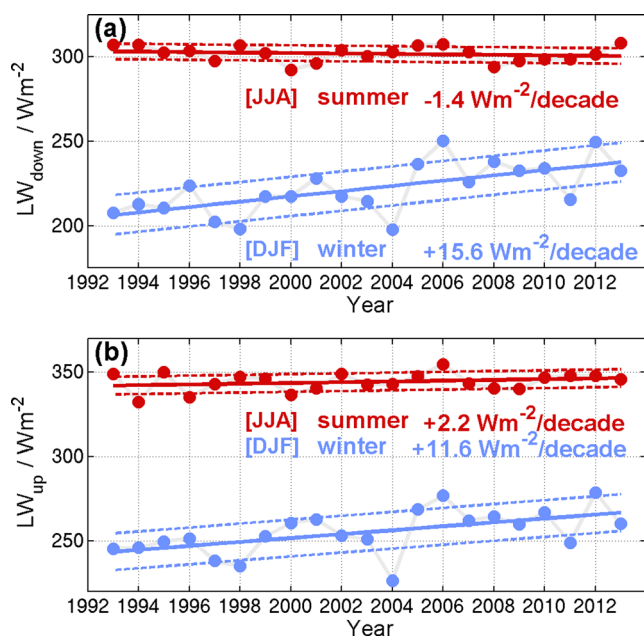 (a)
300
250
200
LW_down / Wm^-2
[JJA] summer -1.4 Wm^-2/decade
[DJF] winter +15.6 Wm^-2/decade
1992 1994 1996 1998 2000 2002 2004 2006 2008 2010 2012
Year
(b)
350
300
250
LW_up / Wm^-2
[JJA] summer +2.2 Wm^-2/decade
[DJF] winter +11.6 Wm^-2/decade
1992 1994 1996 1998 2000 2002 2004 2006 2008 2010 2012
Year